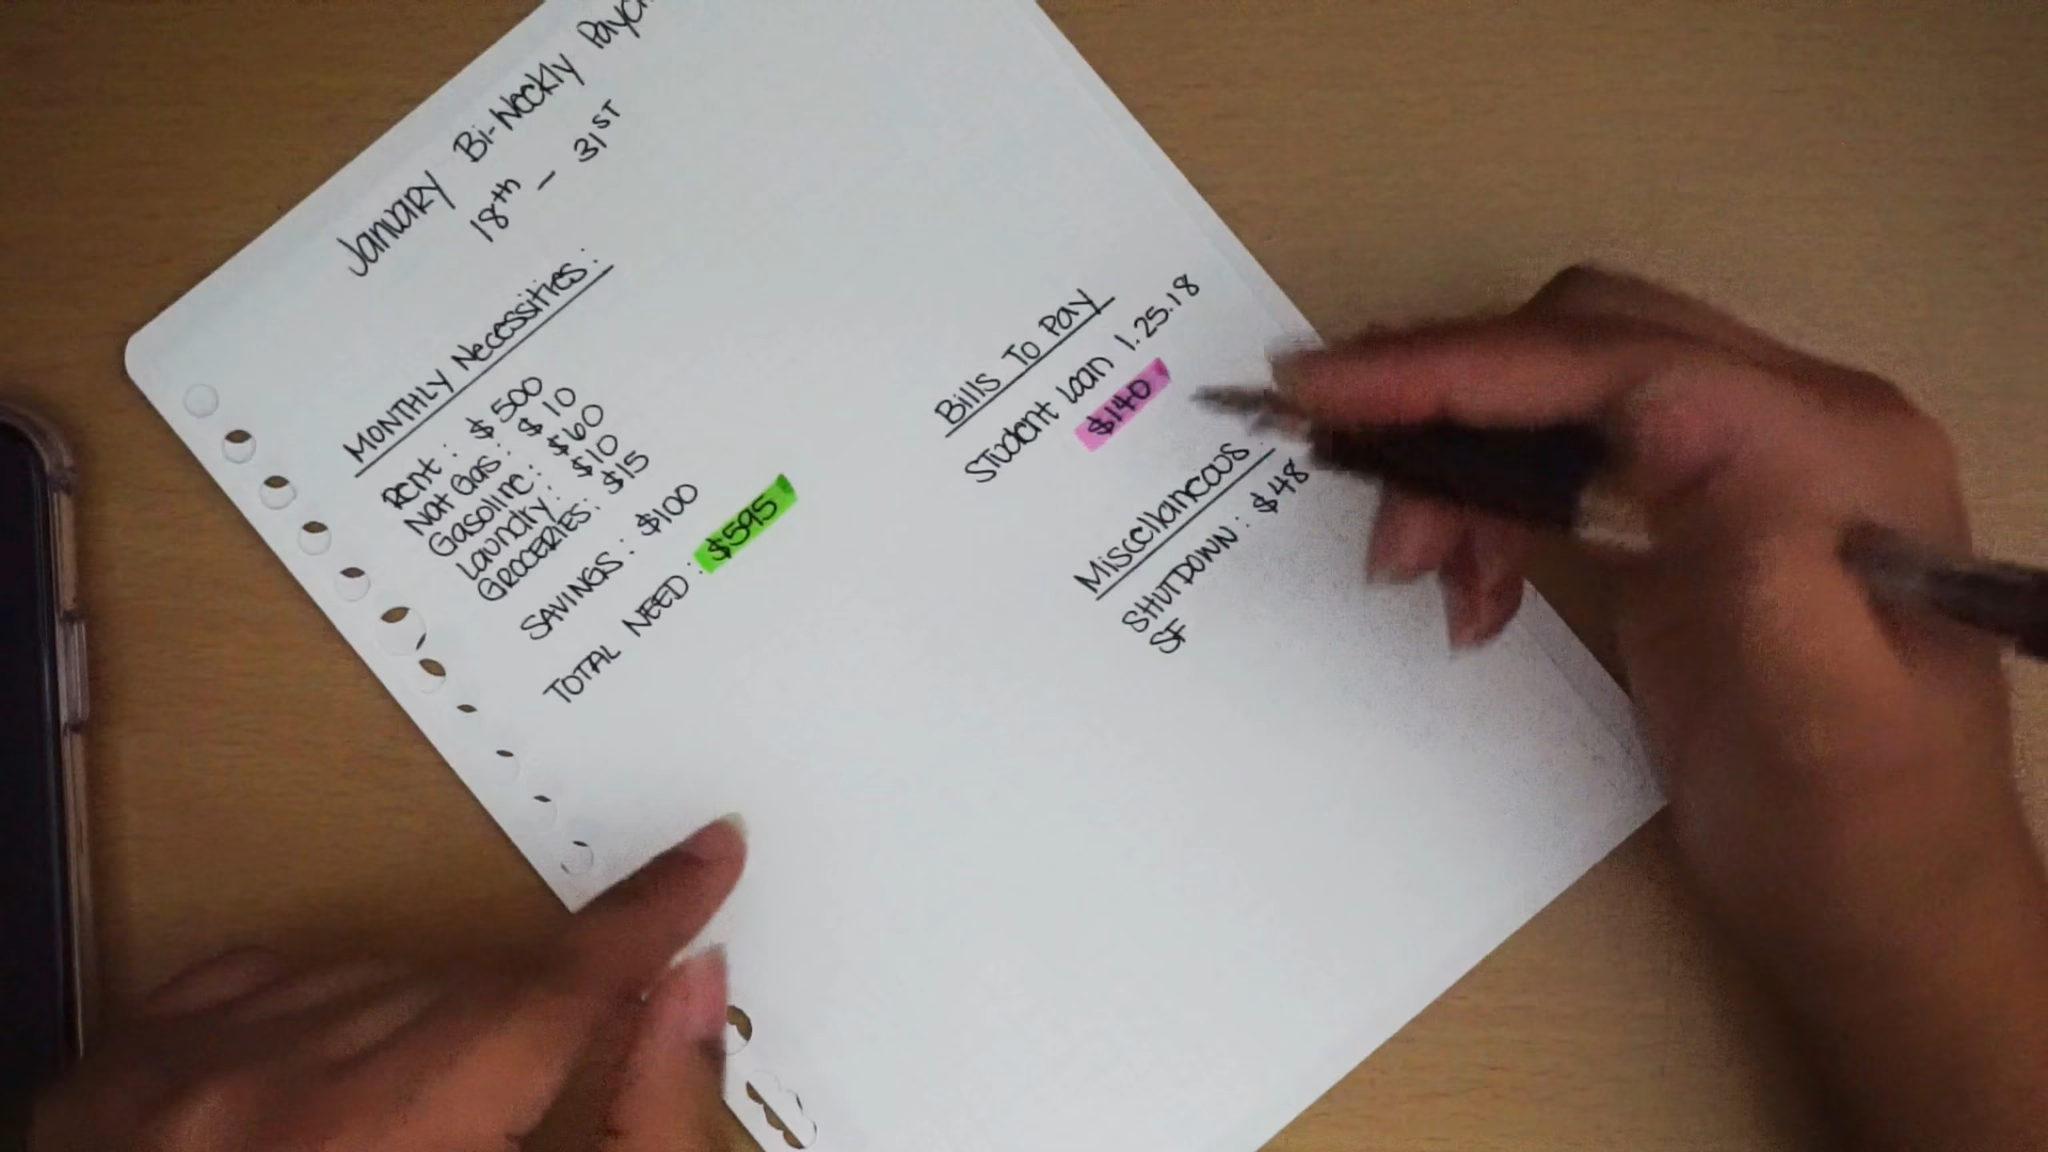 January Bi-Weekly
18th - 31ST
MONTHLY Necessities:
Rent: $500
Nat Gas: $10
Gasoline: $60
Laundry: $10
GROCERIES: $15
SAVINGS: $100
TOTAL NEED: $595
Bills To Pay
Student Loan 1.25.18
$140
Miscellaneous:
SHUTDOWN: $48
SF